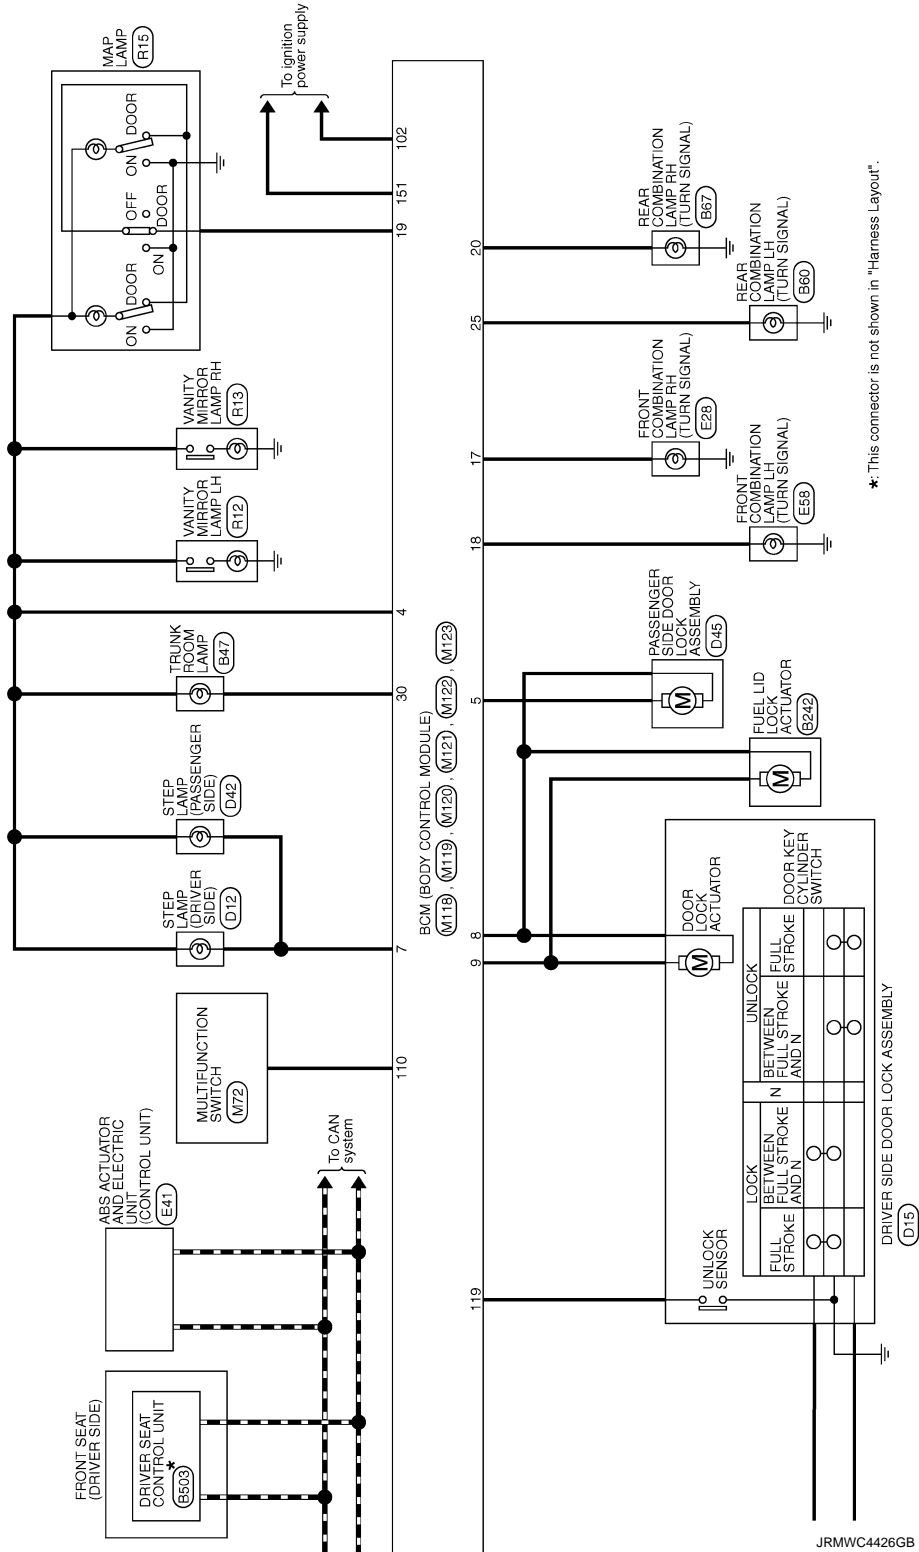 FRONT SEAT
(DRIVER SIDE)
DRIVER SEAT
CONTROL UNIT
*
B503
ABS ACTUATOR
AND ELECTRIC
UNIT
(CONTROL UNIT)
E41
To CAN
system
MULTIFUNCTION
SWITCH
M72
STEP
LAMP
(DRIVER
SIDE)
D12
STEP
LAMP
(PASSENGER
SIDE)
D42
TRUNK
ROOM
LAMP
B47
VANITY
MIRROR
LAMP LH
R12
VANITY
MIRROR
LAMP RH
R13
MAP
LAMP
R15
ON
DOOR
ON
OFF
DOOR
ON
DOOR
To ignition
power supply
110
7
30
4
19
151
102
BCM (BODY CONTROL MODULE)
M118 , M119 , M120 , M121 , M122 , M123
119
9
8
5
18
17
25
20
UNLOCK
SENSOR
DOOR
LOCK
ACTUATOR
M
LOCK
N
UNLOCK
FULL
STROKE
BETWEEN
FULL STROKE
AND N
BETWEEN
FULL STROKE
AND N
FULL
STROKE
DOOR KEY
CYLINDER
SWITCH
DRIVER SIDE DOOR LOCK ASSEMBLY
D15
FUEL LID
LOCK
ACTUATOR
B242
M
PASSENGER
SIDE DOOR
LOCK
ASSEMBLY
D45
M
FRONT
COMBINATION
LAMP LH
(TURN SIGNAL)
E58
FRONT
COMBINATION
LAMP RH
(TURN SIGNAL)
E28
REAR
COMBINATION
LAMP LH
(TURN SIGNAL)
B60
REAR
COMBINATION
LAMP RH
(TURN SIGNAL)
B67
*: This connector is not shown in "Harness Layout".
JRMWC4426GB